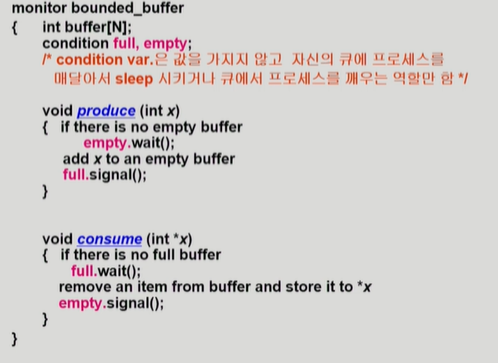 monitor bounded_buffer
{ int buffer[N];
condition full, empty;
/* condition var.은 값을 가지지 않고 자신의 큐에 프로세스를
매달아서 sleep 시키거나 큐에서 프로세스를 깨우는 역할만 함 */
void produce (int x)
{ if there is no empty buffer
empty.wait();
add x to an empty buffer
full.signal();
}
void consume (int *x)
{ if there is no full buffer
full.wait();
remove an item from buffer and store it to *x
empty.signal();
}
}